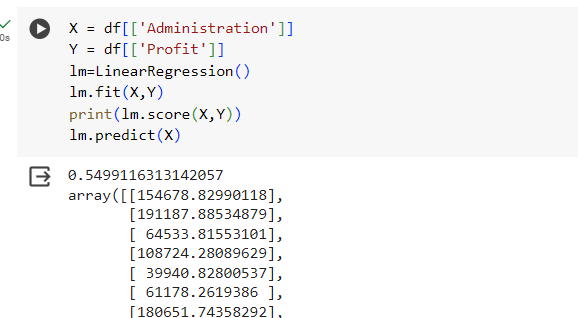 0s
X = df[['Administration']]
Y = df[['Profit']]
lm=LinearRegression()
lm.fit(X,Y)
print(lm.score(X,Y))
lm.predict(X)
0.5499116313142057
array([[154678.82990118],
[191187.88534879],
[ 64533.81553101],
[108724.28089629],
[ 39940.82800537],
[ 61178.2619386 ],
[180651.74358292],